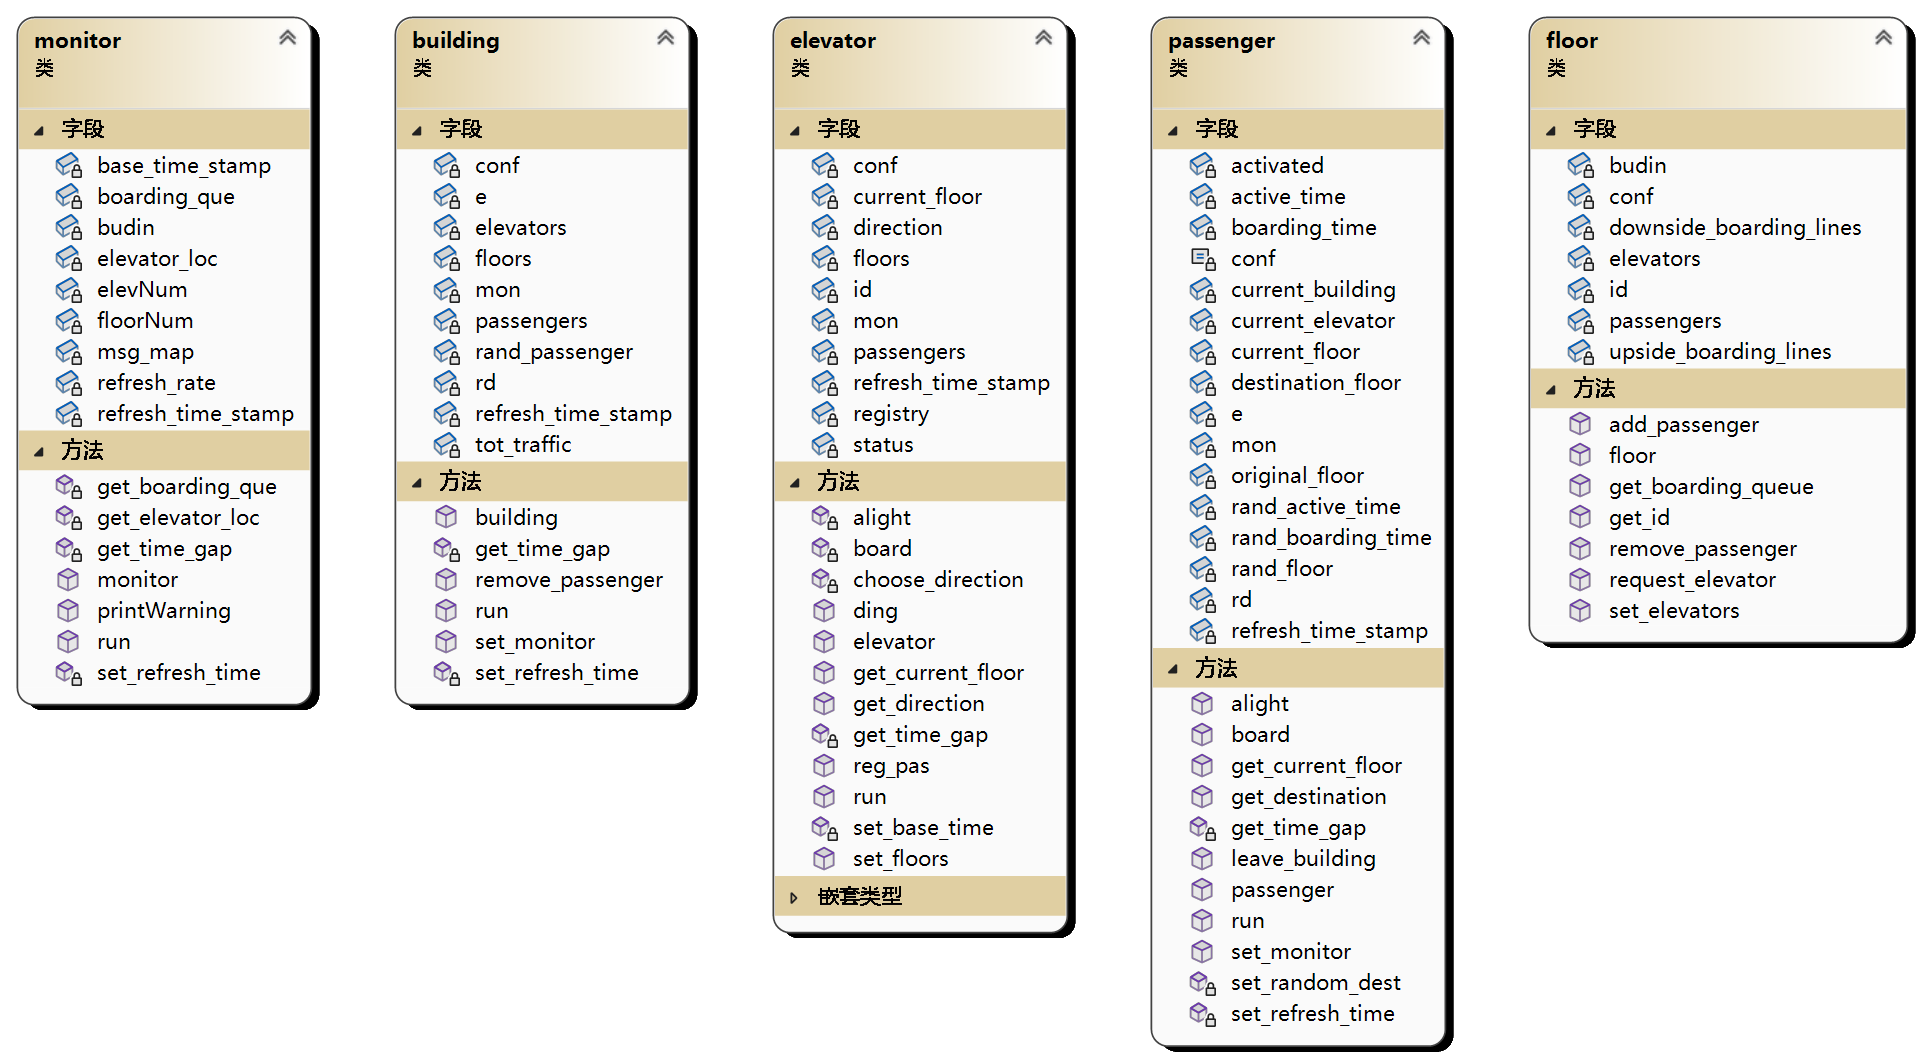 monitor
类
字段
base_time_stamp
boarding_que
budin
elevator_loc
elevNum
floorNum
msg_map
refresh_rate
refresh_time_stamp
方法
get_boarding_que
get_elevator_loc
get_time_gap
monitor
printWarning
run
set_refresh_time
building
类
字段
conf
e
elevators
floors
mon
passengers
rand_passenger
rd
refresh_time_stamp
tot_traffic
方法
building
get_time_gap
remove_passenger
run
set_monitor
set_refresh_time
elevator
类
字段
conf
current_floor
direction
floors
id
mon
passengers
refresh_time_stamp
registry
status
方法
alight
board
choose_direction
ding
elevator
get_current_floor
get_direction
get_time_gap
reg_pas
run
set_base_time
set_floors
嵌套类型
passenger
类
字段
activated
active_time
boarding_time
conf
current_building
current_elevator
current_floor
destination_floor
e
mon
original_floor
rand_active_time
rand_boarding_time
rand_floor
rd
refresh_time_stamp
方法
alight
board
get_current_floor
get_destination
get_time_gap
leave_building
passenger
run
set_monitor
set_random_dest
set_refresh_time
floor
类
字段
budin
conf
downside_boarding_lines
elevators
id
passengers
upside_boarding_lines
方法
add_passenger
floor
get_boarding_queue
get_id
remove_passenger
request_elevator
set_elevators